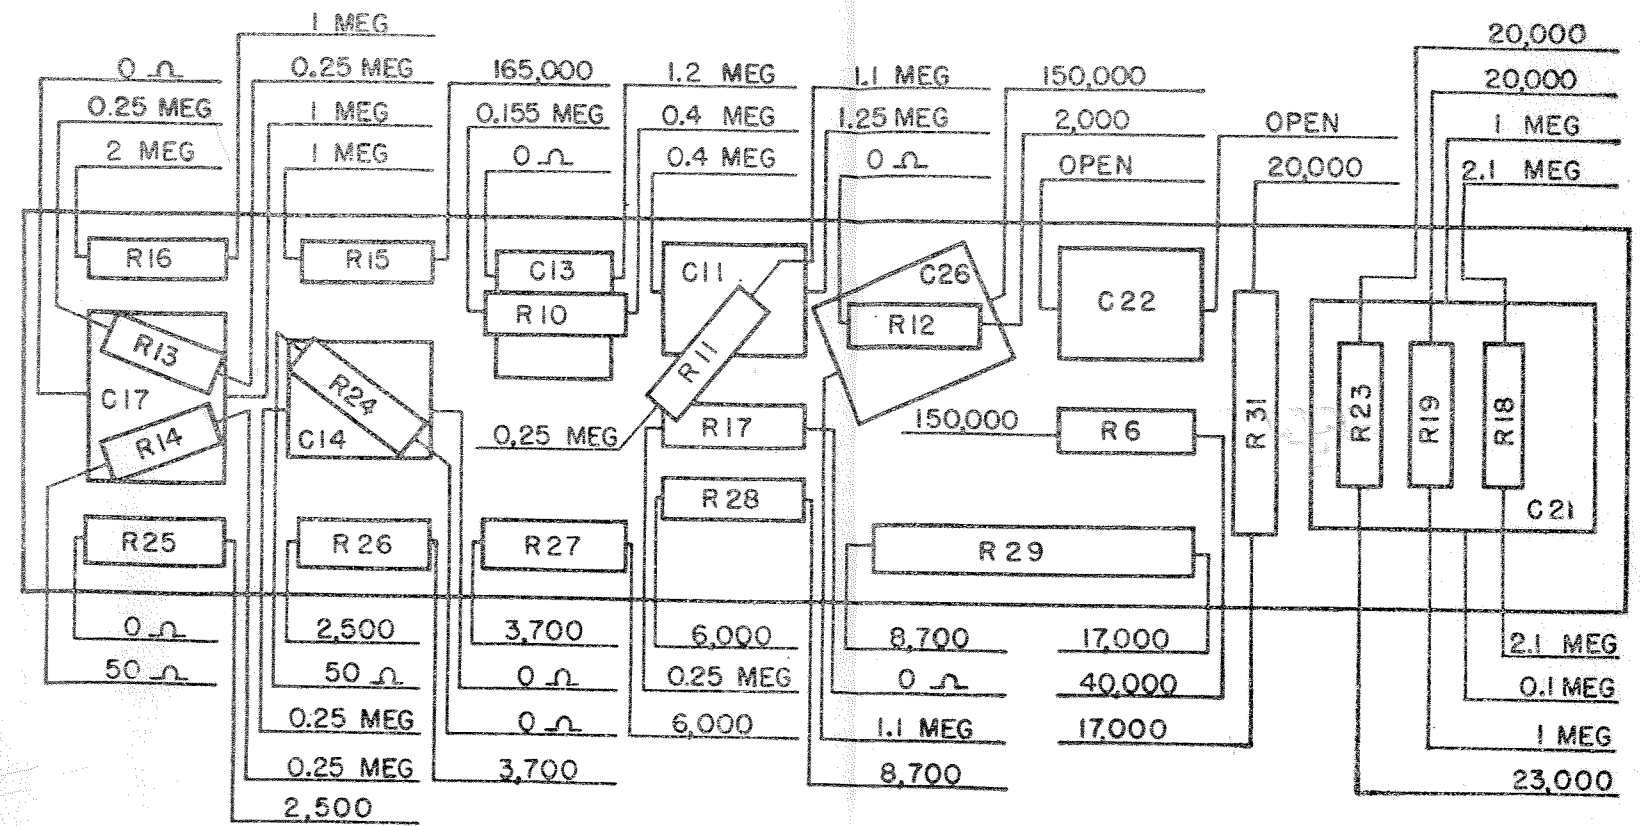 1 MEG
0 Ω
0.25 MEG
165,000
1.2 MEG
1.1 MEG
150,000
20,000
20,000
0.25 MEG
1 MEG
0.155 MEG
0.4 MEG
1.25 MEG
2,000
OPEN
1 MEG
2 MEG
1 MEG
0 Ω
0.4 MEG
0 Ω
OPEN
20,000
2.1 MEG
R16
R15
C13
C11
C26
C22
R10
R12
R13
R11
R24
C17
R14
C14
0.25 MEG
R17
150,000
R6
R31
R23
R19
R18
C21
R28
R25
R26
R27
R29
0 Ω
2,500
3,700
6,000
8,700
17,000
2.1 MEG
50 Ω
50 Ω
0 Ω
0.25 MEG
0 Ω
40,000
0.1 MEG
0.25 MEG
0 Ω
6,000
1.1 MEG
17,000
1 MEG
0.25 MEG
3,700
8,700
23,000
2,500